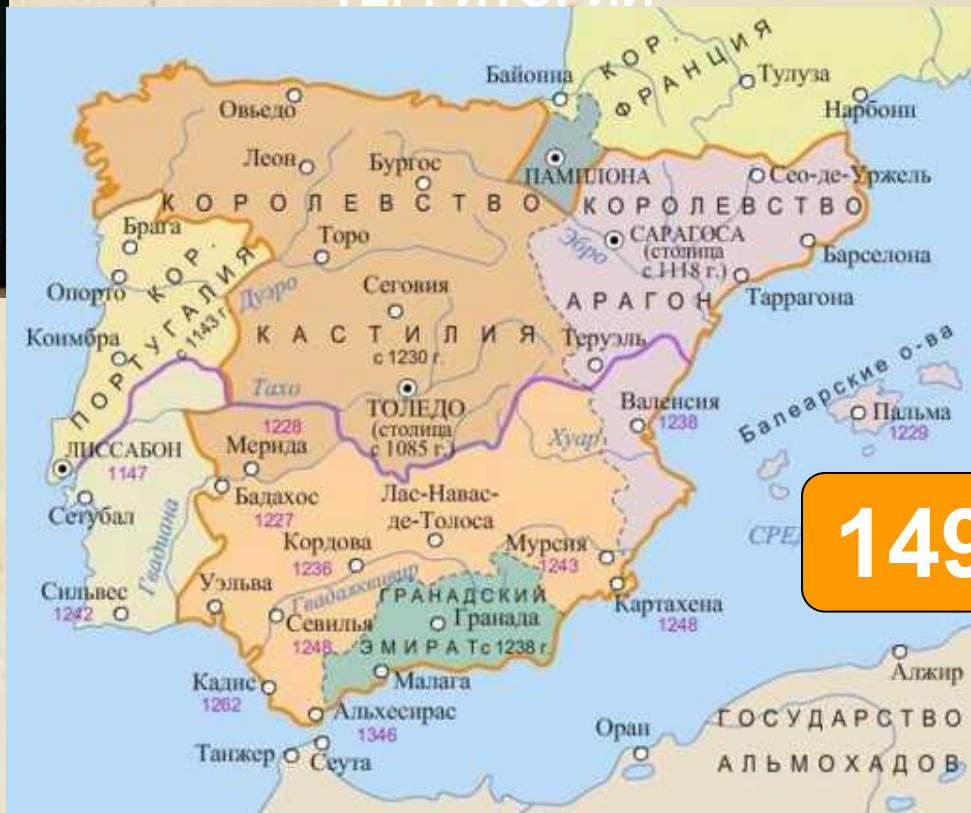 ТЕРРИТОРИИ
КОР.
ФРАНЦИЯ
Байонна
Тулуза
Нарбонн
Овьедо
Леон
Бургос
ПАМПЛОНА
Сео-де-Уржель
КОРОЛЕВСТВО
КОРОЛЕВСТВО
Брага
Торо
Эбро
САРАГОСА
(столица
с 1118 г.)
Барселона
КОР.
ПОРТУГАЛИЯ
с 1143 г.
Опорто
Дуэро
Сеговия
АРАГОН
Таррагона
Коимбра
КАСТИЛИЯ
с 1230 г.
Теруэль
Балеарские о-ва
Тахо
ТОЛЕДО
(столица
с 1085 г.)
Валенсия
1238
Пальма
1229
ЛИССАБОН
1147
1228
Мерида
Хуар
Бадахос
1227
Лас-Навас-
де-Толоса
Сетубал
Гвадиана
СРЕД
149
Кордова
1236
Мурсия
1243
Сильвес
1242
Уэльва
Гвадалквивир
ГРАНАДСКИЙ
Гранада
ЭМИРАТ с 1238 г.
Картахена
1248
Севилья
1248
Кадис
1262
Малага
Алжир
Альхесирас
1346
Оран
ГОСУДАРСТВО
АЛЬМОХАДОВ
Танжер
Сеута